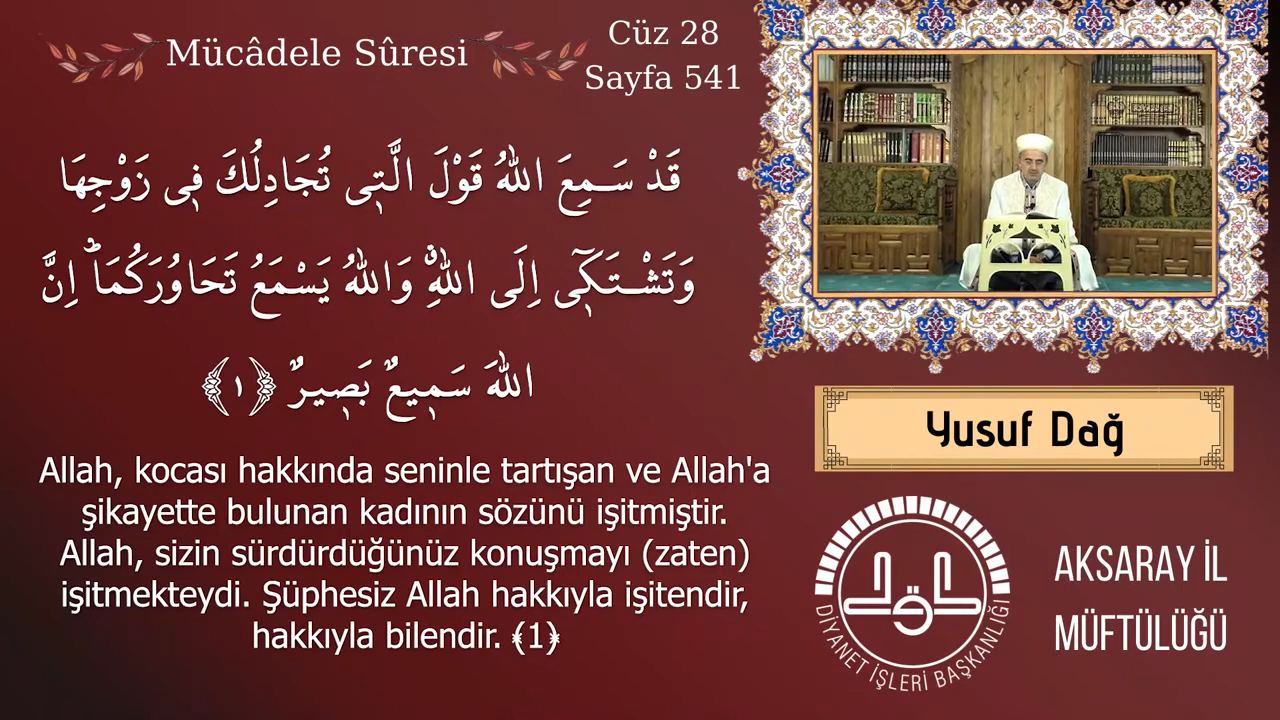 Mücâdele Sûresi
Cüz 28
Sayfa 541
قَدْ سَمِعَ اللّٰهُ قَوْلَ الَّت۪ي تُجَادِلُكَ ف۪ي زَوْجِهَا
وَتَشْتَك۪ٓي اِلَى اللّٰهِۗ وَاللّٰهُ يَسْمَعُ تَحَاوُرَكُمَاۜ اِنَّ
اللّٰهَ سَم۪يعٌ بَص۪يرٌ ﴿١﴾
Allah, kocası hakkında seninle tartışan ve Allah'a
şikayette bulunan kadının sözünü işitmiştir.
Allah, sizin sürdürdüğünüz konuşmayı (zaten)
işitmekteydi. Şüphesiz Allah hakkıyla işitendir,
hakkıyla bilendir. ﴾1﴿
Yusuf Dağ
DİYANET İŞLERİ BAŞKANLIĞI
AKSARAY İL
MÜFTÜLÜĞÜ